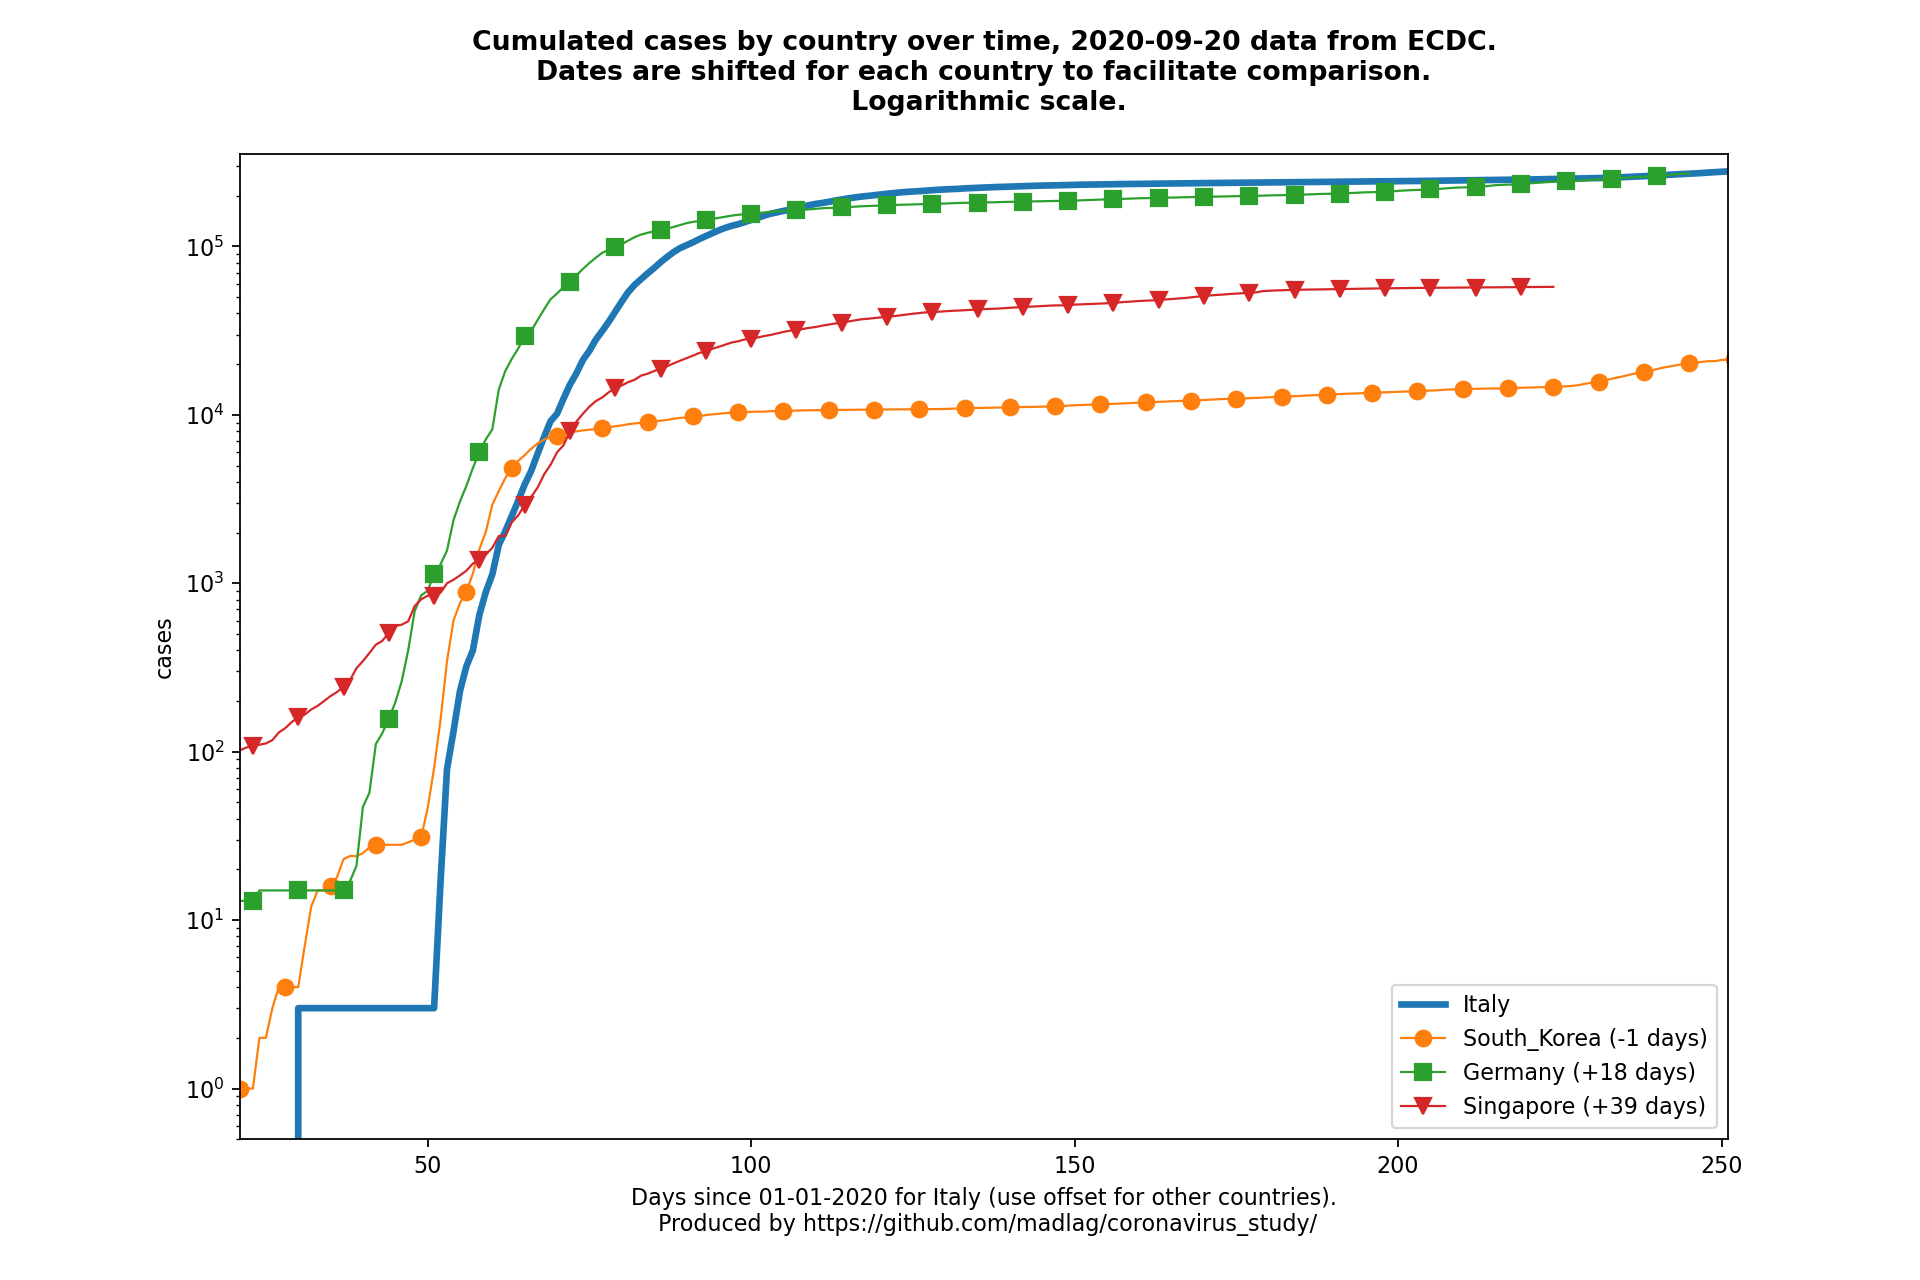 Cumulated cases by country over time, 2020-09-20 data from ECDC.
Dates are shifted for each country to facilitate comparison.
Logarithmic scale.
cases
10^5
10^4
10^3
10^2
10^1
10^0
50 100 150 200 250
Italy
South_Korea (-1 days)
Germany (+18 days)
Singapore (+39 days)
Days since 01-01-2020 for Italy (use offset for other countries).
Produced by https://github.com/madlag/coronavirus_study/